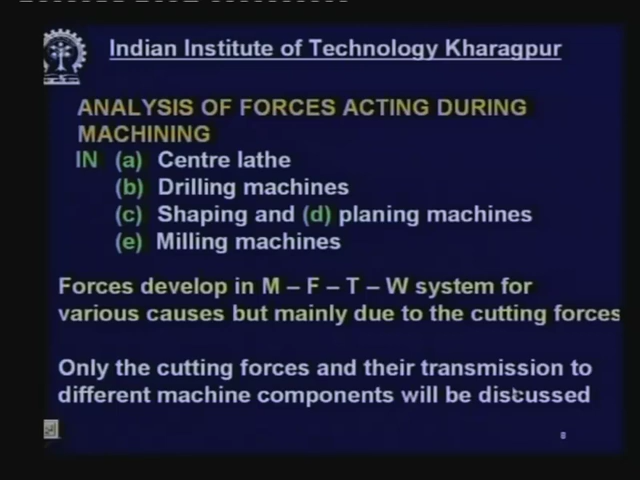 Indian Institute of Technology Kharagpur
ANALYSIS OF FORCES ACTING DURING
MACHINING
IN (a) Centre lathe
(b) Drilling machines
(c) Shaping and (d) planing machines
(e) Milling machines
Forces develop in M – F – T – W system for
various causes but mainly due to the cutting forces
Only the cutting forces and their transmission to
different machine components will be discussed
8